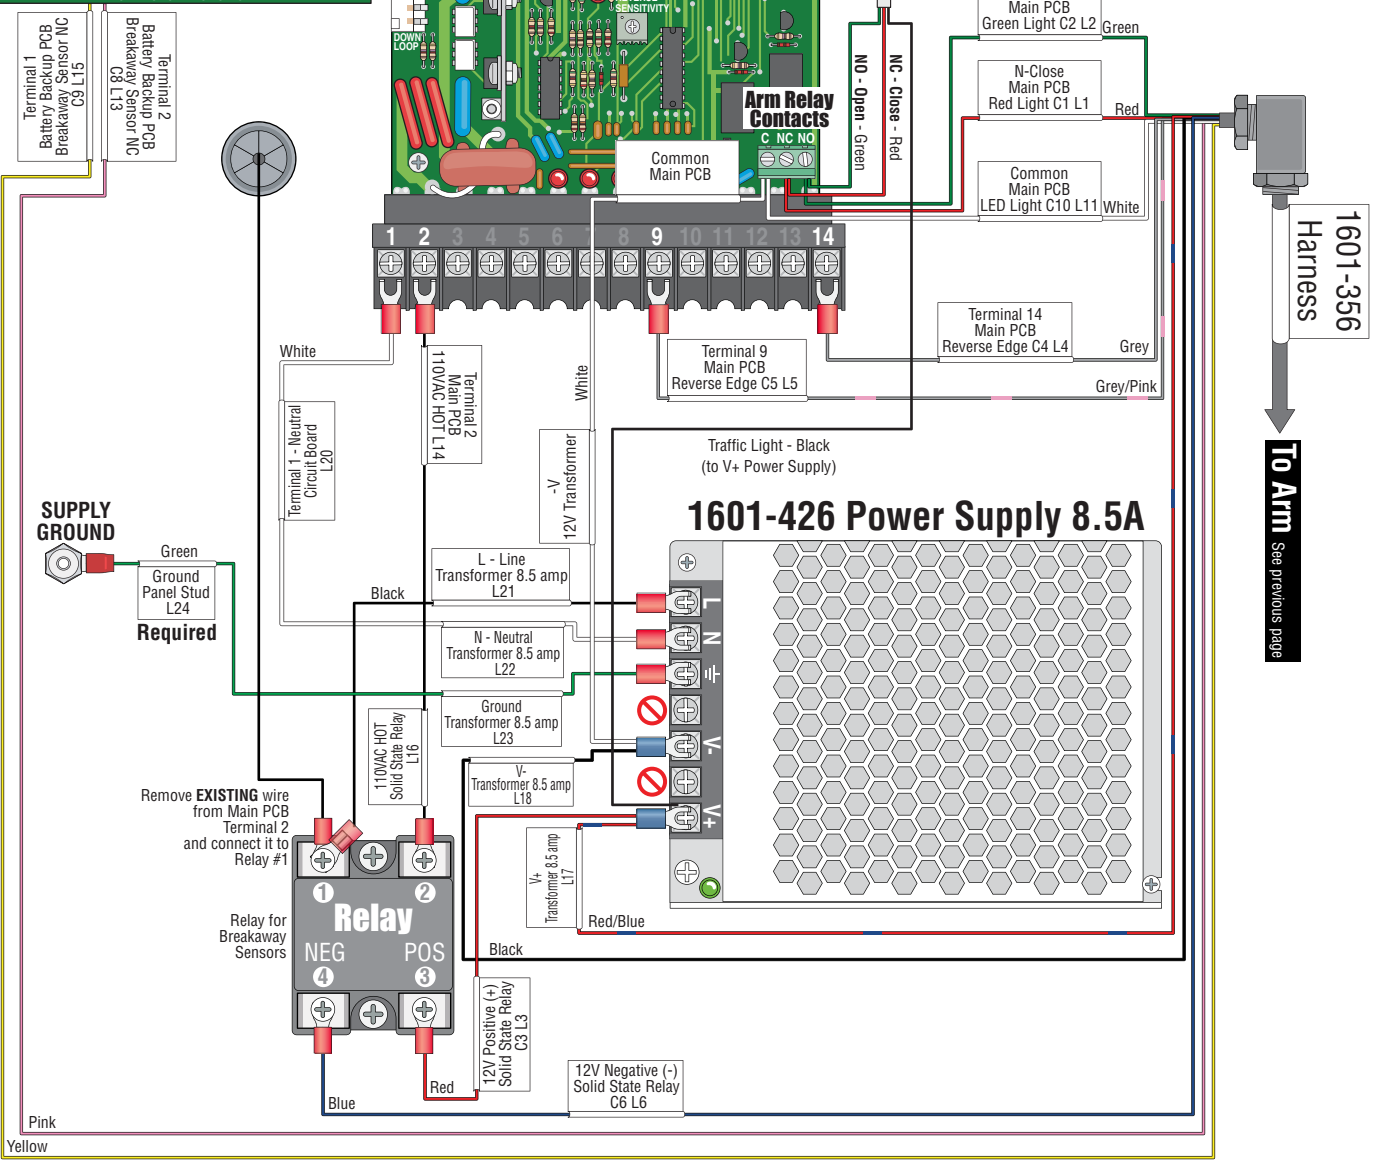 Terminal 1
Battery Backup PCB
Breakaway Sensor NC
C9 L15
Terminal 2
Battery Backup PCB
Breakaway Sensor NC
C8 L13
DOWN
LOOP
SENSITIVITY
Arm Relay
Contacts
C NC NO
Common
Main PCB
NO - Open - Green
NC - Close - Red
Main PCB
Green Light C2 L2
Green
N-Close
Main PCB
Red Light C1 L1
Red
Common
Main PCB
LED Light C10 L11
White
1601-356
Harness
To Arm See previous page
1 2 3 4 5 6 7 8 9 10 11 12 13 14
White
Terminal 2
Main PCB
110VAC HOT L14
Terminal 1 - Neutral
Circuit Board
L20
White
-V
12V Transformer
Terminal 9
Main PCB
Reverse Edge C5 L5
Terminal 14
Main PCB
Reverse Edge C4 L4
Grey
Grey/Pink
Traffic Light - Black
(to V+ Power Supply)
1601-426 Power Supply 8.5A
SUPPLY
GROUND
Green
Ground
Panel Stud
L24
Required
Black
L - Line
Transformer 8.5 amp
L21
N - Neutral
Transformer 8.5 amp
L22
Ground
Transformer 8.5 amp
L23
110VAC HOT
Solid State Relay
L16
V-
Transformer 8.5 amp
L18
L
N
V-
V+
V+
Transformer 8.5 amp
L17
Red/Blue
Black
Remove EXISTING wire
from Main PCB
Terminal 2
and connect it to
Relay #1
1
2
Relay
NEG
POS
4
3
Relay for
Breakaway
Sensors
12V Positive (+)
Solid State Relay
C3 L3
Red
Blue
12V Negative (-)
Solid State Relay
C6 L6
Pink
Yellow